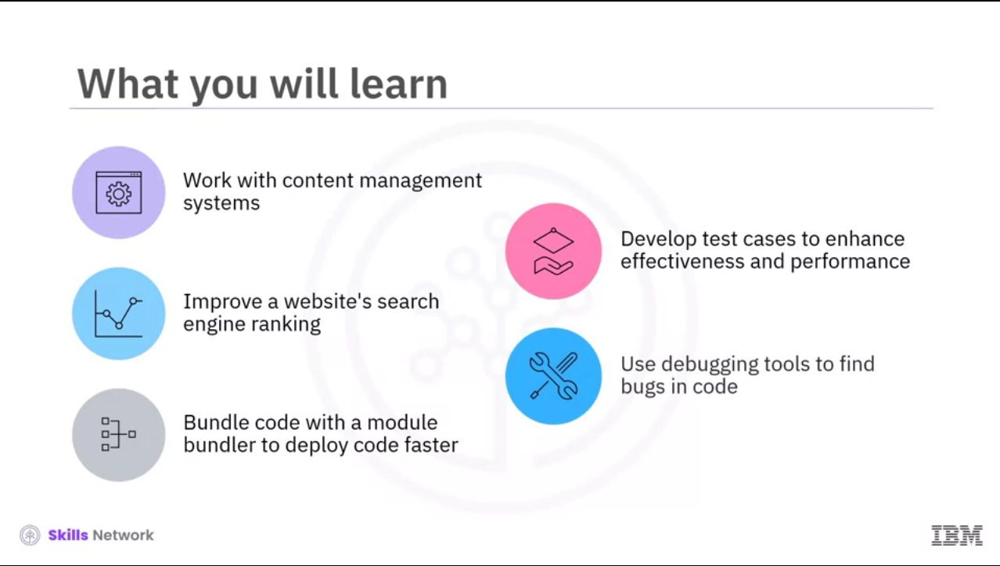 What you will learn
Work with content management
systems
Improve a website's search
engine ranking
Bundle code with a module
bundler to deploy code faster
Develop test cases to enhance
effectiveness and performance
Use debugging tools to find
bugs in code
Skills Network
IBM